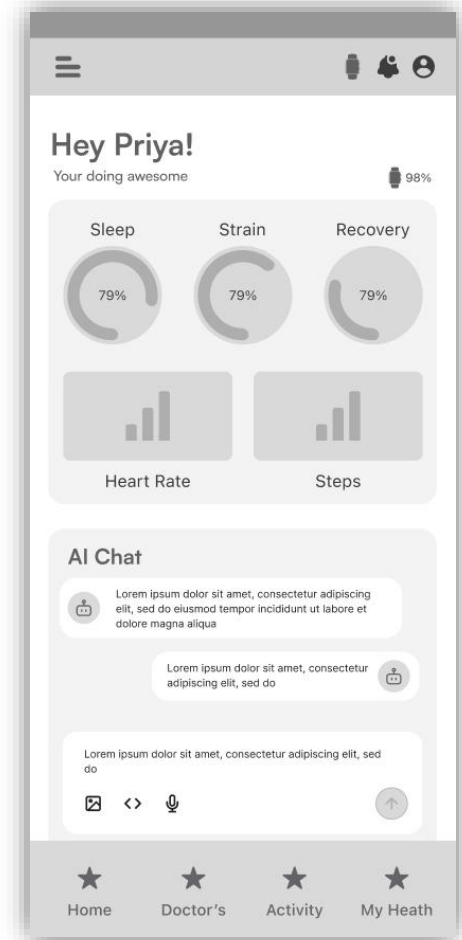 Hey Priya!
Your doing awesome
98%
Sleep Strain Recovery
79% 79% 79%
Heart Rate Steps
AI Chat
Lorem ipsum dolor sit amet, consectetur adipiscing
elit, sed do eiusmod tempor incididunt ut labore et
dolore magna aliqua
Lorem ipsum dolor sit amet, consectetur
adipiscing elit, sed do
Lorem ipsum dolor sit amet, consectetur adipiscing elit, sed
do
Home Doctor's Activity My Heath